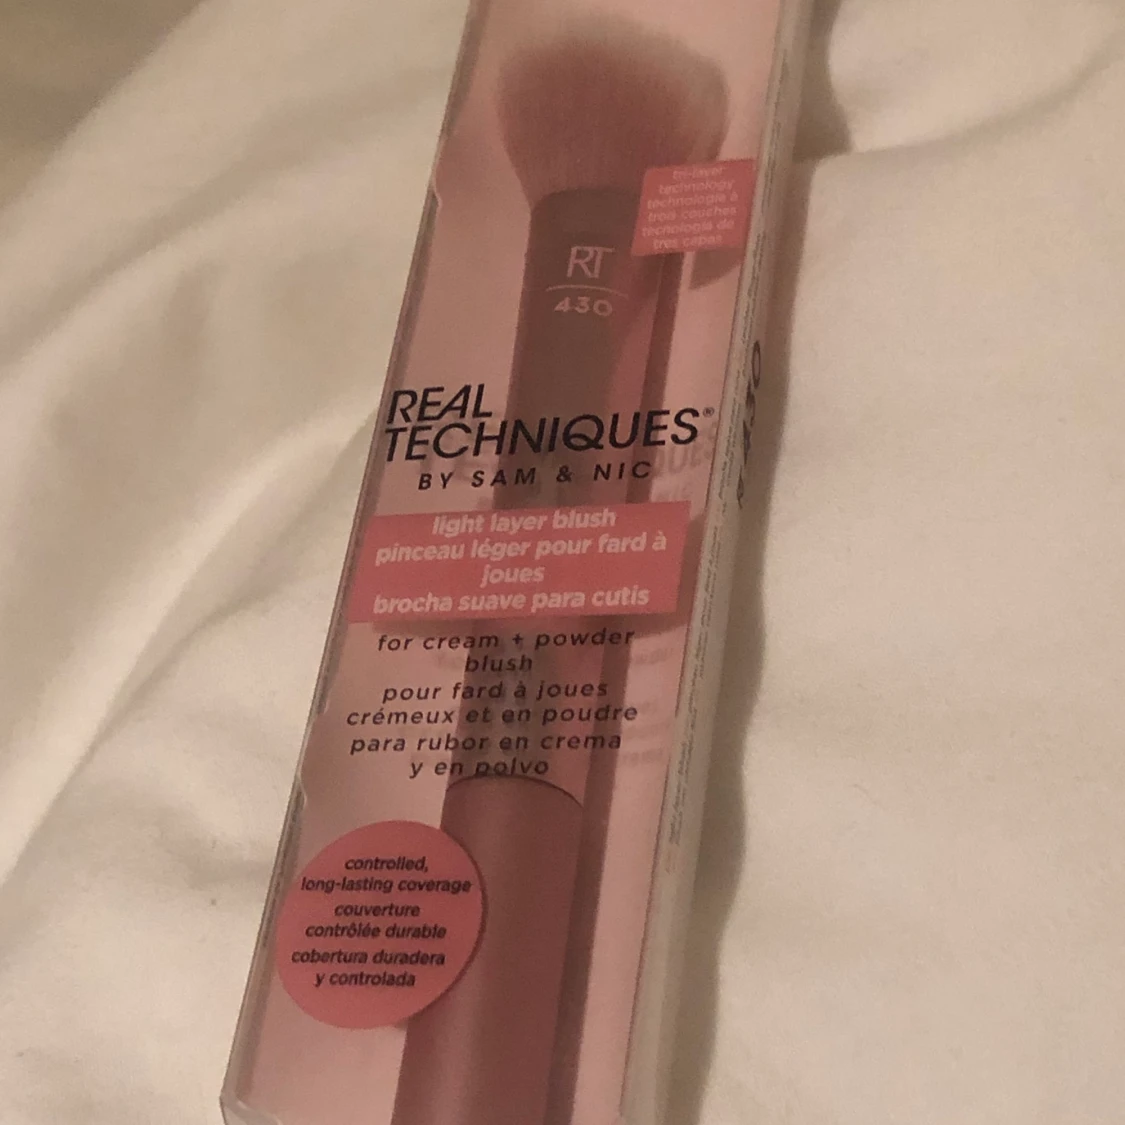 tri-layer
technology
technologie à
trois couches
tecnología de
tres capas
RT
430
REAL
TECHNIQUES®
BY SAM & NIC
light layer blush
pinceau léger pour fard à
joues
brocha suave para cutis
for cream + powder
blush
pour fard à joues
crémeux et en poudre
para rubor en crema
y en polvo
controlled,
long-lasting coverage
couverture
contrôlée durable
cobertura duradera
y controlada